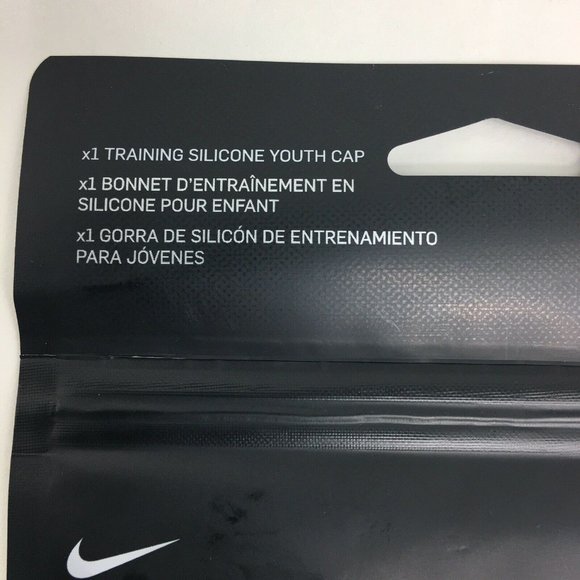 x1 TRAINING SILICONE YOUTH CAP
x1 BONNET D'ENTRAÎNEMENT EN
SILICONE POUR ENFANT
x1 GORRA DE SILICÓN DE ENTRENAMIENTO
PARA JÓVENES